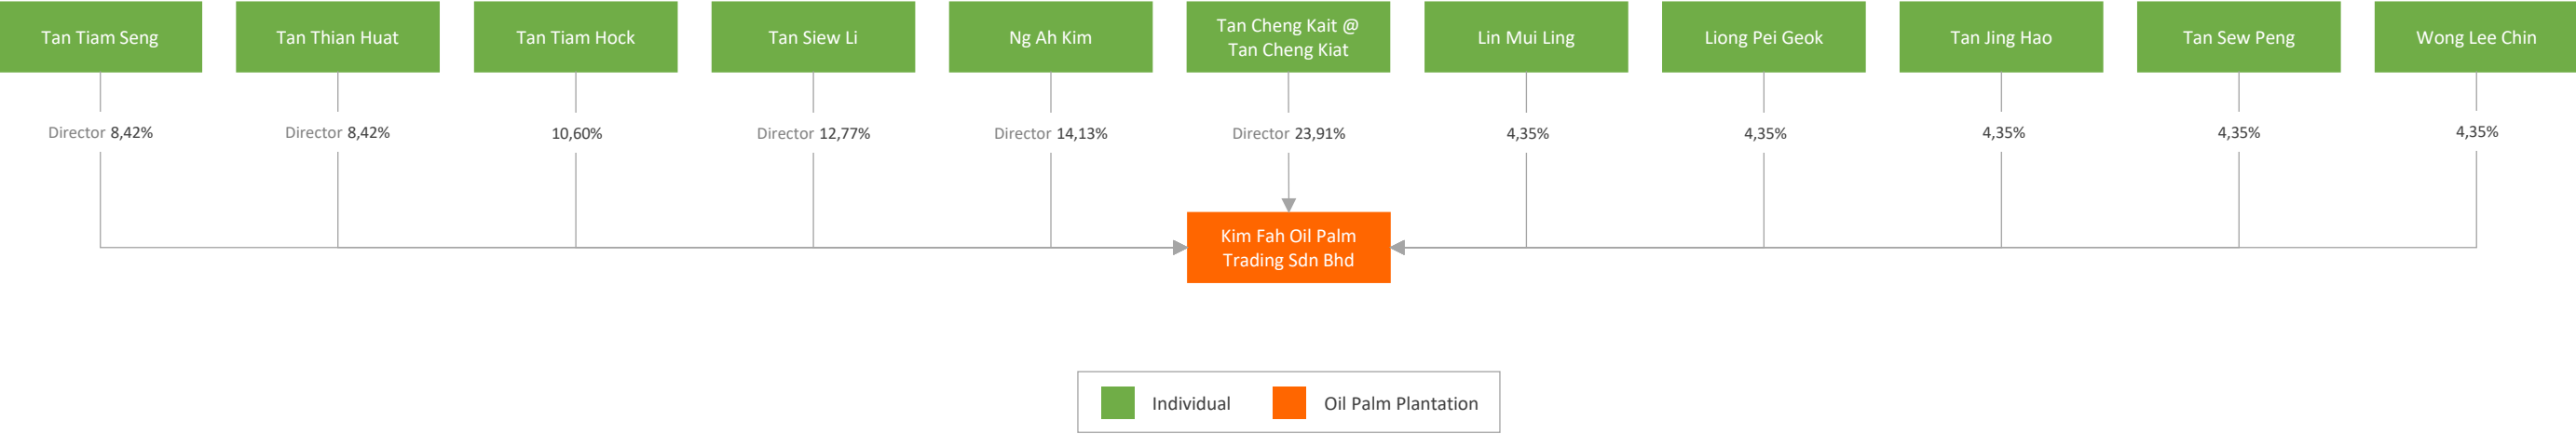 Tan Tiam Seng
Tan Thian Huat
Tan Tiam Hock
Tan Siew Li
Ng Ah Kim
Tan Cheng Kait @
Tan Cheng Kiat
Lin Mui Ling
Liong Pei Geok
Tan Jing Hao
Tan Sew Peng
Wong Lee Chin
Director 8,42%
Director 8,42%
10,60%
Director 12,77%
Director 14,13%
Director 23,91%
4,35%
4,35%
4,35%
4,35%
4,35%
Kim Fah Oil Palm
Trading Sdn Bhd
Individual
Oil Palm Plantation